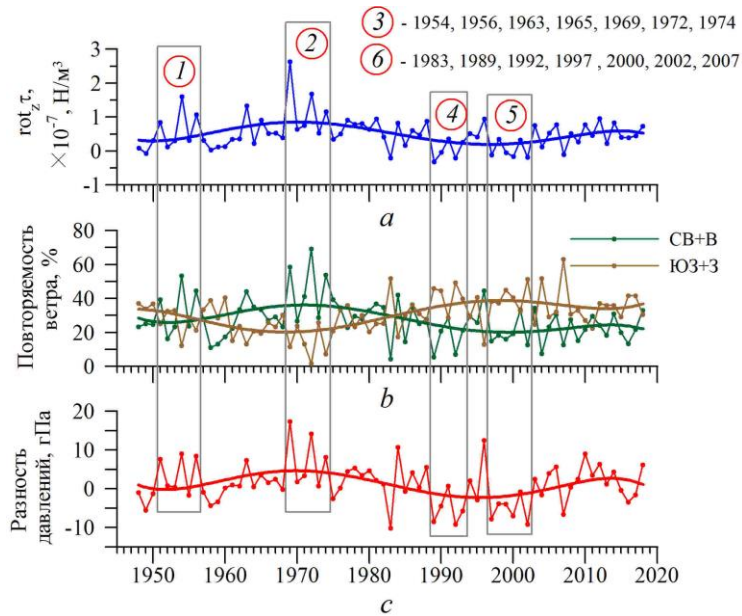 3 - 1954, 1956, 1963, 1965, 1969, 1972, 1974
6 - 1983, 1989, 1992, 1997 , 2000, 2002, 2007
1
2
4
5
rot_z τ,
×10⁻⁷, Н/м³
3
2
1
0
-1
a
Повторяемость
ветра, %
80
60
40
20
0
СВ+В
ЮЗ+З
b
Разность
давлений, гПа
20
10
0
-10
1950 1960 1970 1980 1990 2000 2010 2020
c